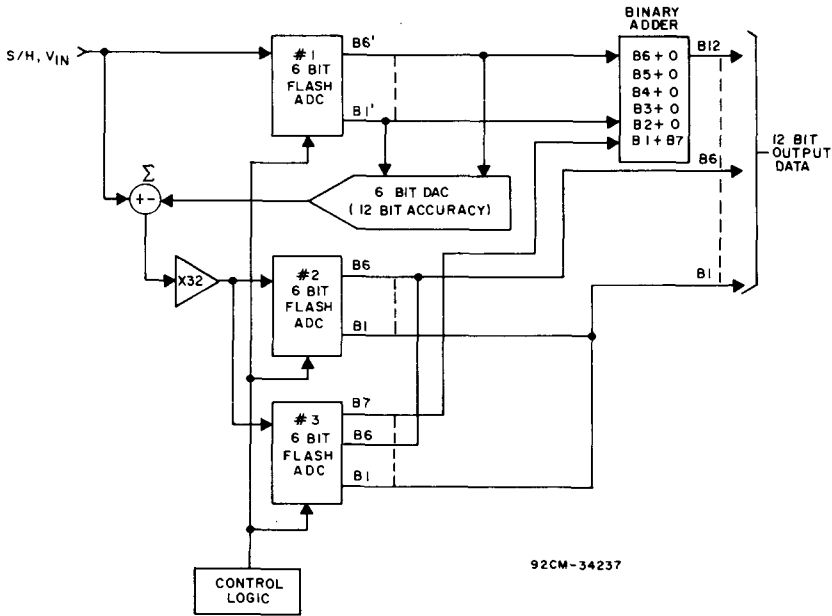 S/H, VIN
#1
6 BIT
FLASH
ADC
B6'
B1'
BINARY
ADDER
B6+0
B5+0
B4+0
B3+0
B2+0
B1+B7
B12
B6
B1
12 BIT
OUTPUT
DATA
Σ
+-
6 BIT DAC
(12 BIT ACCURACY)
X32
#2
6 BIT
FLASH
ADC
B6
B1
#3
6 BIT
FLASH
ADC
B7
B6
B1
CONTROL
LOGIC
92CM-34237